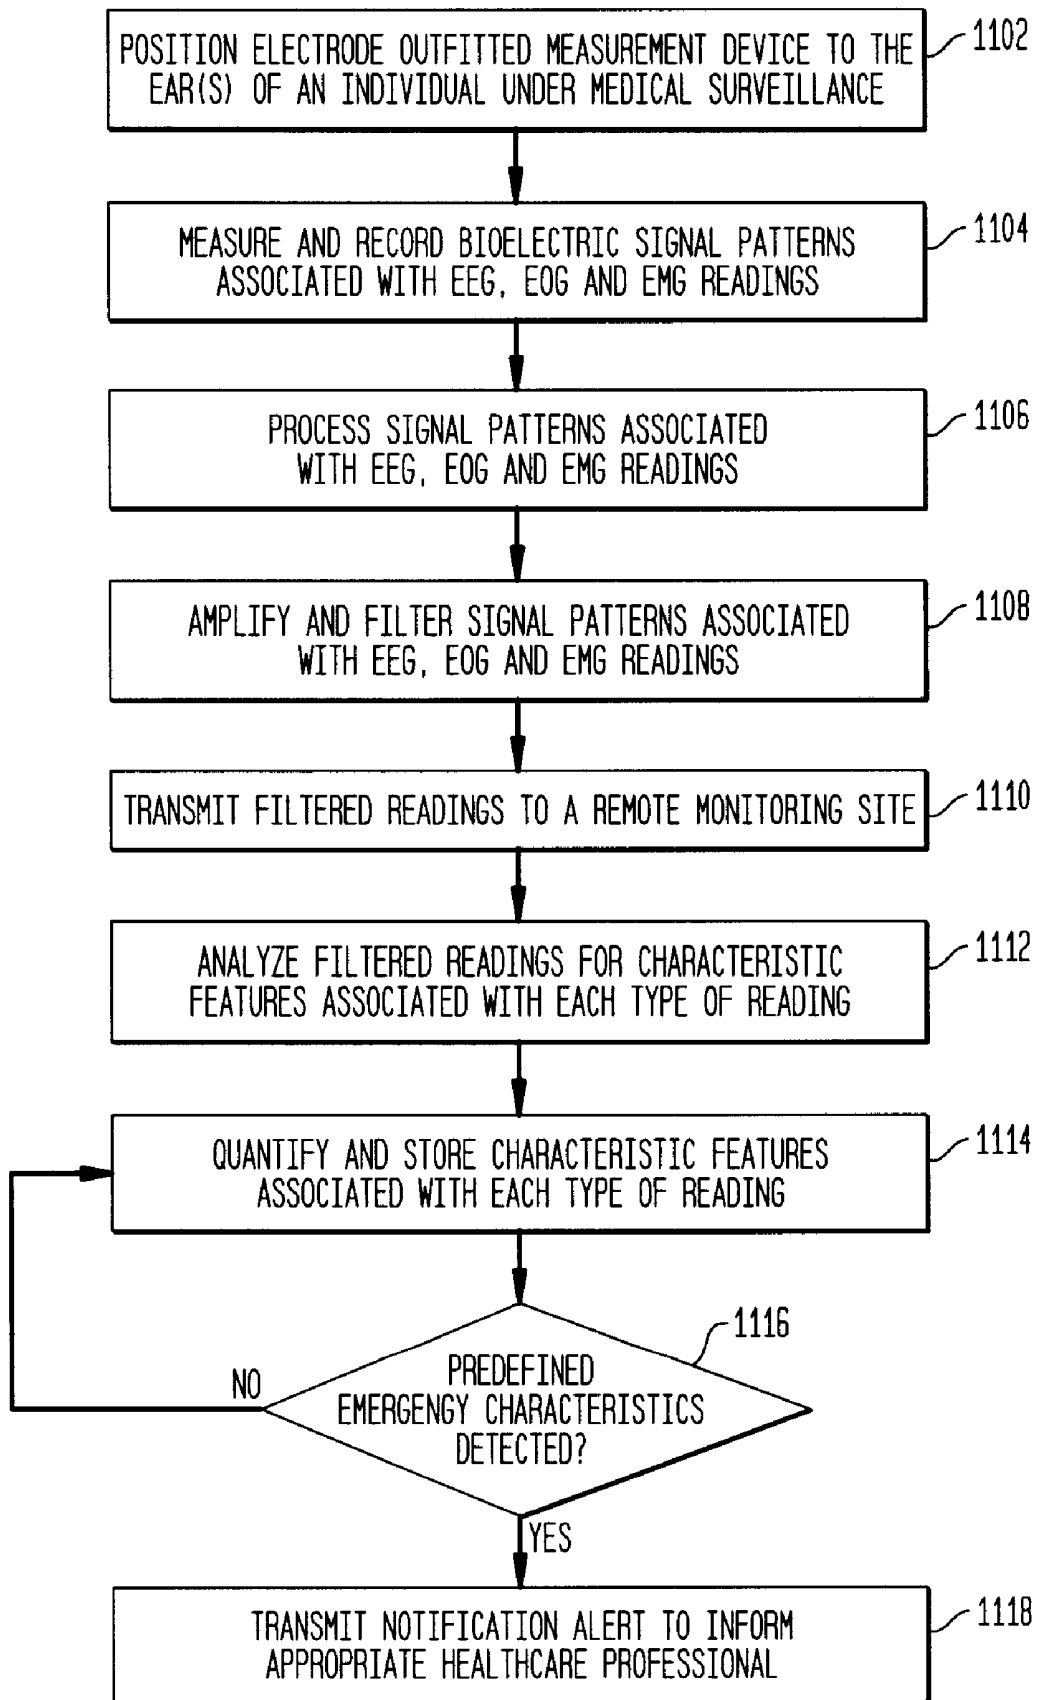 POSITION ELECTRODE OUTFITTED MEASUREMENT DEVICE TO THE
EAR(S) OF AN INDIVIDUAL UNDER MEDICAL SURVEILLANCE
1102
MEASURE AND RECORD BIOELECTRIC SIGNAL PATTERNS
ASSOCIATED WITH EEG, EOG AND EMG READINGS
1104
PROCESS SIGNAL PATTERNS ASSOCIATED
WITH EEG, EOG AND EMG READINGS
1106
AMPLIFY AND FILTER SIGNAL PATTERNS ASSOCIATED
WITH EEG, EOG AND EMG READINGS
1108
TRANSMIT FILTERED READINGS TO A REMOTE MONITORING SITE
1110
ANALYZE FILTERED READINGS FOR CHARACTERISTIC
FEATURES ASSOCIATED WITH EACH TYPE OF READING
1112
QUANTIFY AND STORE CHARACTERISTIC FEATURES
ASSOCIATED WITH EACH TYPE OF READING
1114
PREDEFINED
EMERGENGY CHARACTERISTICS
DETECTED?
1116
NO
YES
TRANSMIT NOTIFICATION ALERT TO INFORM
APPROPRIATE HEALTHCARE PROFESSIONAL
1118